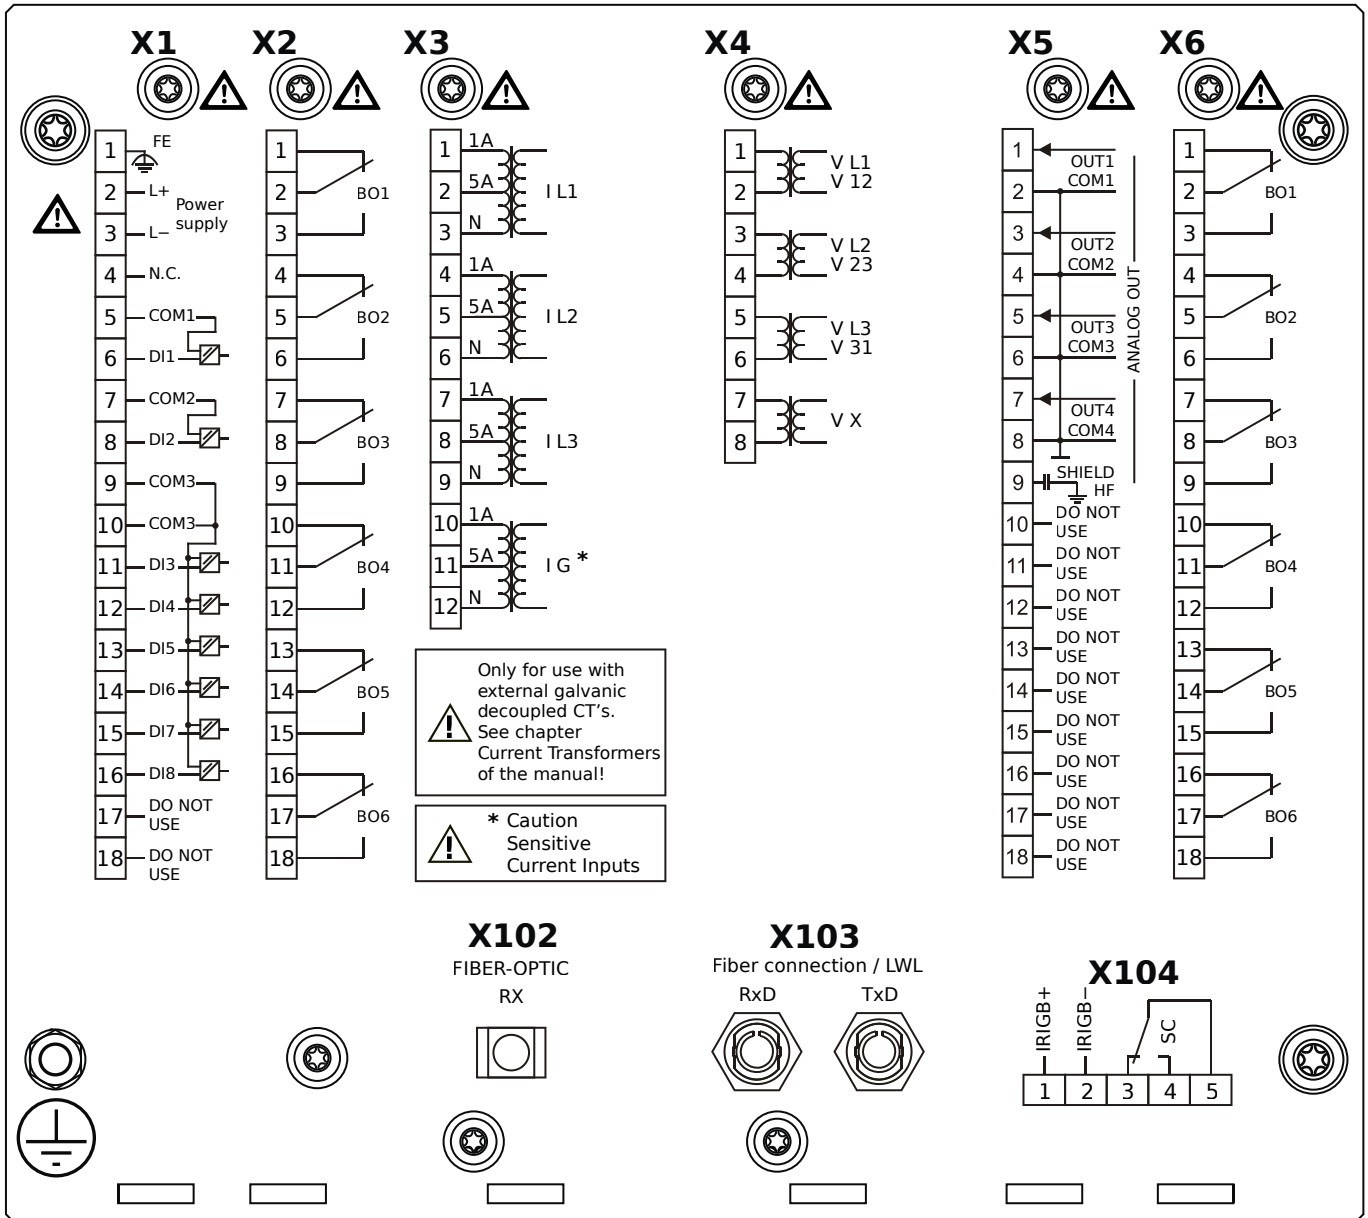 X1
X2
X3
X4
X5
X6
1
FE
2
L+
Power
supply
3
L−
4
N.C.
5
COM1
6
DI1
7
COM2
8
DI2
9
COM3
10
COM3
11
DI3
12
DI4
13
DI5
14
DI6
15
DI7
16
DI8
17
DO NOT
USE
18
DO NOT
USE
1
2
BO1
3
4
5
BO2
6
7
8
BO3
9
10
11
BO4
12
13
14
BO5
15
16
17
BO6
18
1
1A
2
5A
I L1
3
N
4
1A
5
5A
I L2
6
N
7
1A
8
5A
I L3
9
N
10
1A
11
5A
I G *
12
N
Only for use with
external galvanic
decoupled CT's.
See chapter
Current Transformers
of the manual!
* Caution
Sensitive
Current Inputs
1
2
V L1
V 12
3
4
V L2
V 23
5
6
V L3
V 31
7
8
V X
1
OUT1
2
COM1
3
OUT2
4
COM2
5
OUT3
6
COM3
7
OUT4
8
COM4
ANALOG OUT
9
SHIELD
HF
10
DO NOT
USE
11
DO NOT
USE
12
DO NOT
USE
13
DO NOT
USE
14
DO NOT
USE
15
DO NOT
USE
16
DO NOT
USE
17
DO NOT
USE
18
DO NOT
USE
1
2
BO1
3
4
5
BO2
6
7
8
BO3
9
10
11
BO4
12
13
14
BO5
15
16
17
BO6
18
X102
FIBER-OPTIC
RX
X103
Fiber connection / LWL
RxD
TxD
X104
IRIGB+
IRIGB−
SC
1
2
3
4
5